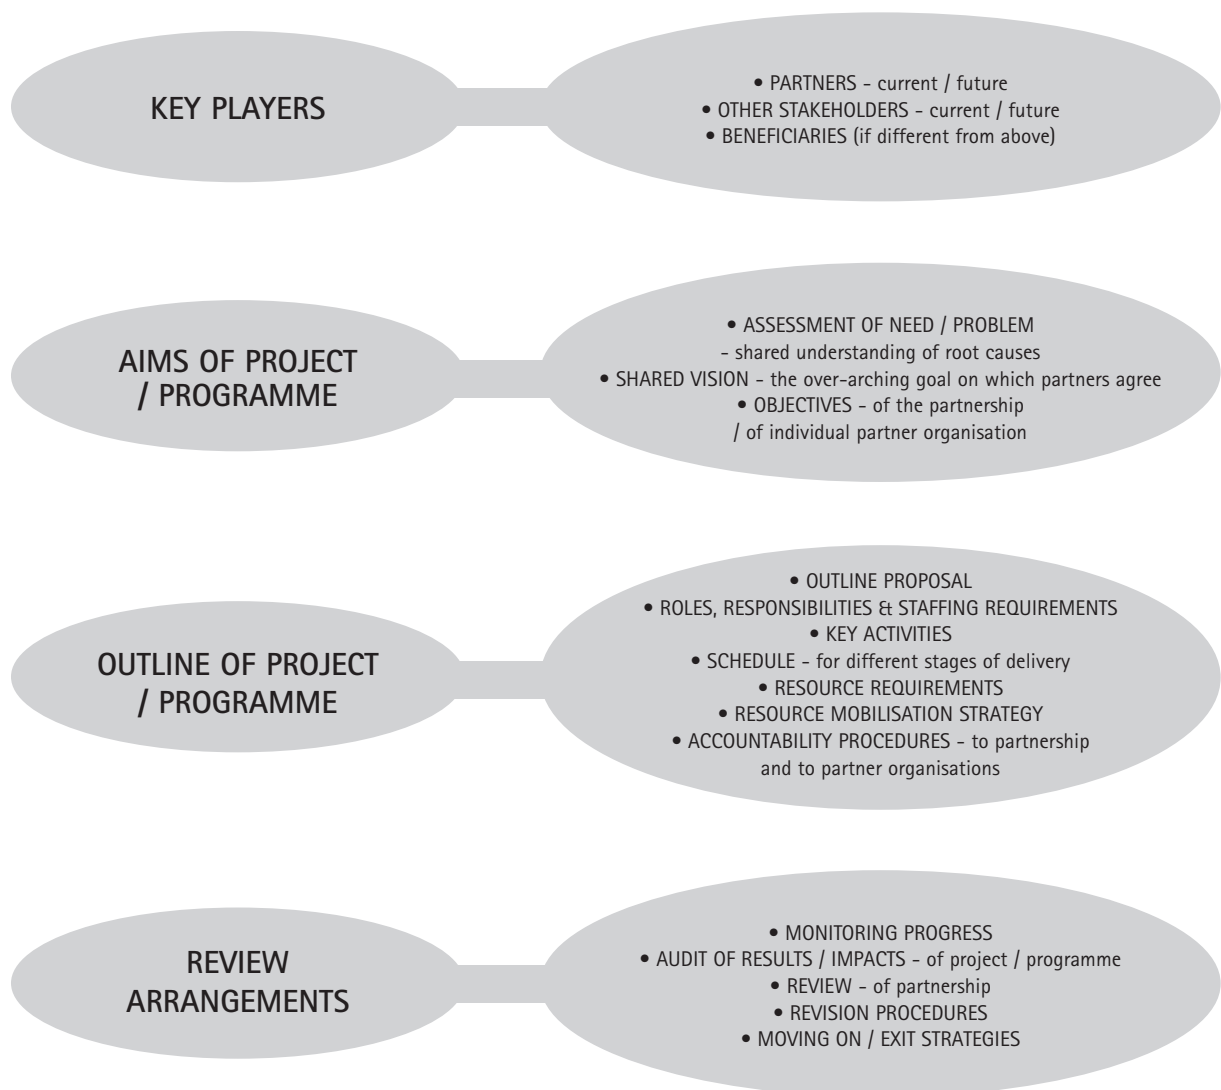 KEY PLAYERS
• PARTNERS - current / future
• OTHER STAKEHOLDERS - current / future
• BENEFICIARIES (if different from above)
AIMS OF PROJECT
/ PROGRAMME
• ASSESSMENT OF NEED / PROBLEM
- shared understanding of root causes
• SHARED VISION - the over-arching goal on which partners agree
• OBJECTIVES - of the partnership
/ of individual partner organisation
OUTLINE OF PROJECT
/ PROGRAMME
• OUTLINE PROPOSAL
• ROLES, RESPONSIBILITIES & STAFFING REQUIREMENTS
• KEY ACTIVITIES
• SCHEDULE - for different stages of delivery
• RESOURCE REQUIREMENTS
• RESOURCE MOBILISATION STRATEGY
• ACCOUNTABILITY PROCEDURES - to partnership
and to partner organisations
REVIEW
ARRANGEMENTS
• MONITORING PROGRESS
• AUDIT OF RESULTS / IMPACTS - of project / programme
• REVIEW - of partnership
• REVISION PROCEDURES
• MOVING ON / EXIT STRATEGIES